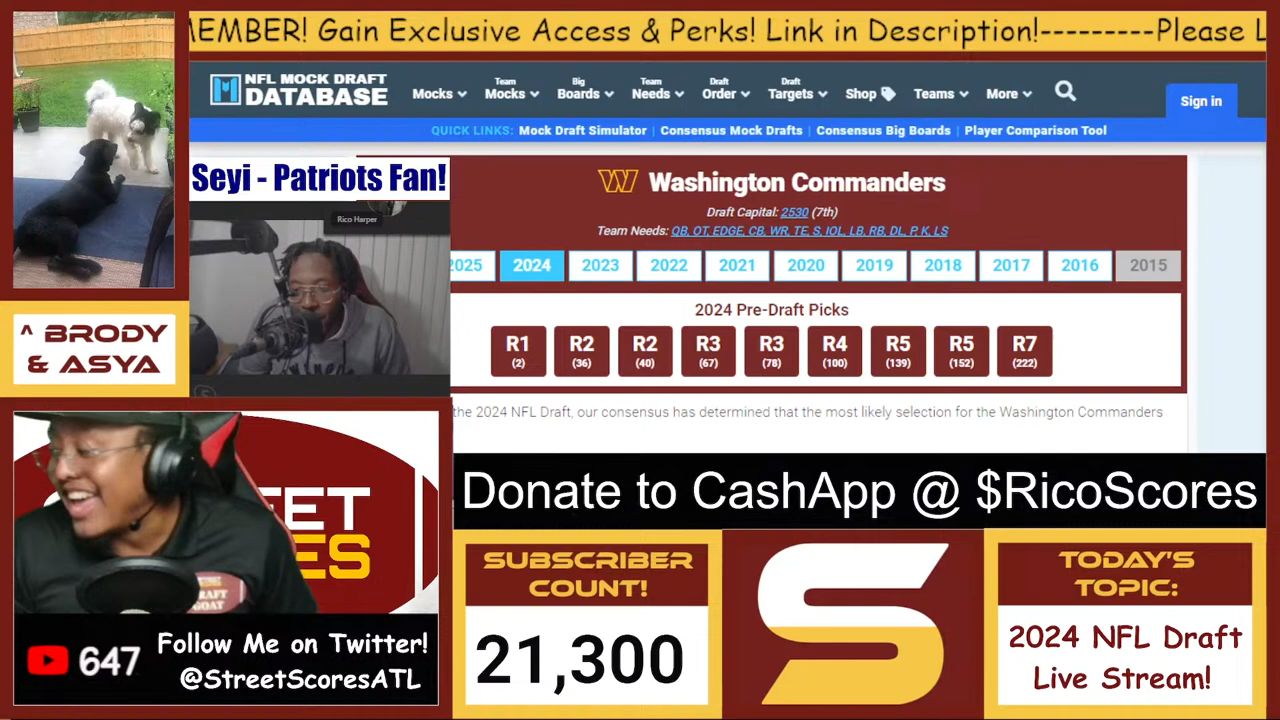 MEMBER! Gain Exclusive Access & Perks! Link in Description!---------Please L
NFL MOCK DRAFT
DATABASE
Mocks
Team
Mocks
Big
Boards
Team
Needs
Draft
Order
Draft
Targets
Shop
Teams
More
Sign in
QUICK LINKS: Mock Draft Simulator | Consensus Mock Drafts | Consensus Big Boards | Player Comparison Tool
Seyi - Patriots Fan!
Rico Harper
W Washington Commanders
Draft Capital: 2530 (7th)
Team Needs: QB, OT, EDGE, CB, WR, TE, S, IOL, LB, RB, DL, P, K, LS
2025 2024 2023 2022 2021 2020 2019 2018 2017 2016 2015
2024 Pre-Draft Picks
R1 R2 R2 R3 R3 R4 R5 R5 R7
(2) (36) (40) (67) (78) (100) (139) (152) (222)
the 2024 NFL Draft, our consensus has determined that the most likely selection for the Washington Commanders
^ BRODY
& ASYA
Donate to CashApp @ $RicoScores
SUBSCRIBER
COUNT!
21,300
S
TODAY'S
TOPIC:
2024 NFL Draft
Live Stream!
DRAFT
GOAT
647
Follow Me on Twitter!
@StreetScoresATL